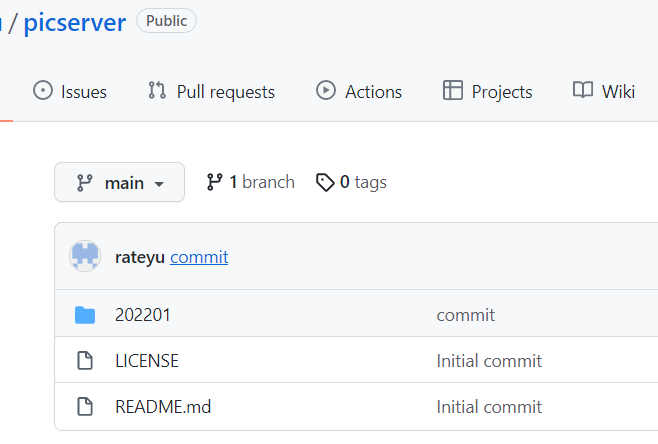 / picserver Public
Issues Pull requests Actions Projects Wiki
main 1 branch 0 tags
rateyu commit
202201 commit
LICENSE Initial commit
README.md Initial commit